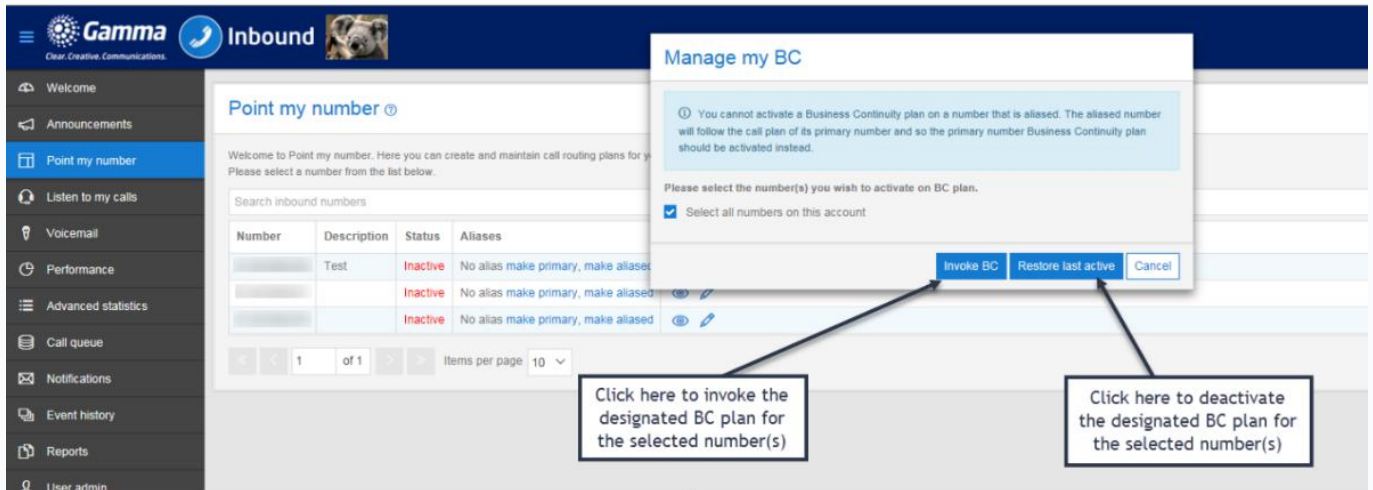 Gamma
Clear.Creative.Communications.
Inbound
Welcome
Announcements
Point my number
Listen to my calls
Voicemail
Performance
Advanced statistics
Call queue
Notifications
Event history
Reports
User admin
Point my number
Welcome to Point my number. Here you can create and maintain call routing plans for y
Please select a number from the list below.
Search inbound numbers
Number Description Status Aliases
Test Inactive No alias make primary, make aliased
Inactive No alias make primary, make aliased
Inactive No alias make primary, make aliased
1 of 1 Items per page 10
Manage my BC
You cannot activate a Business Continuity plan on a number that is aliased. The aliased number
will follow the call plan of its primary number and so the primary number Business Continuity plan
should be activated instead.
Please select the number(s) you wish to activate on BC plan.
Select all numbers on this account
Invoke BC Restore last active Cancel
Click here to invoke the
designated BC plan for
the selected number(s)
Click here to deactivate
the designated BC plan for
the selected number(s)